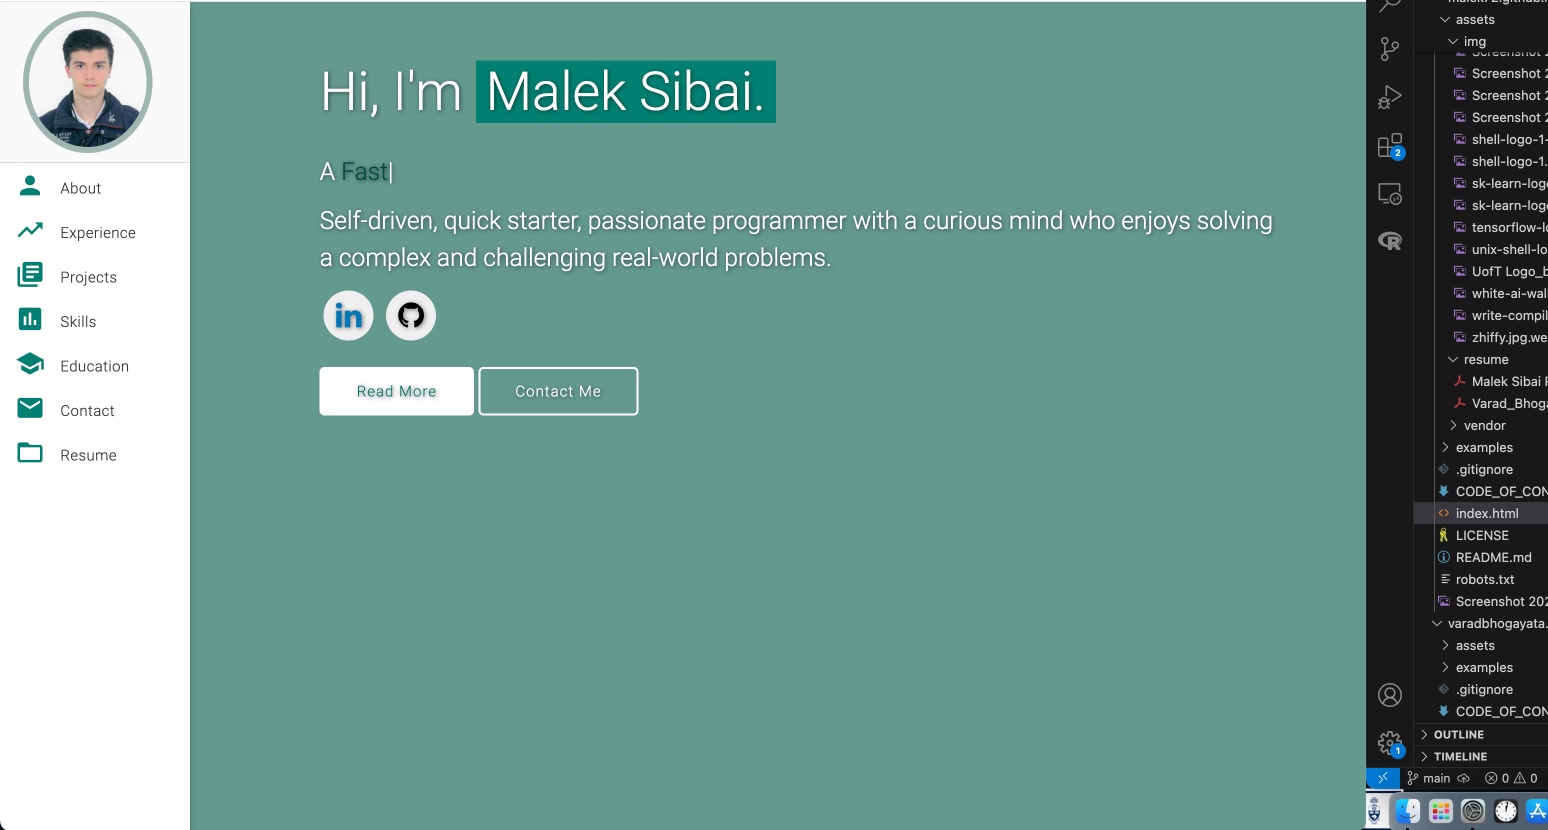 About
Experience
Projects
Skills
Education
Contact
Resume
Hi, I'm Malek Sibai.
A Fast|
Self-driven, quick starter, passionate programmer with a curious mind who enjoys solving
a complex and challenging real-world problems.
in
Read More
Contact Me
assets
img
Screenshot 2
Screenshot 2
Screenshot 2
Screenshot 2
shell-logo-1-
shell-logo-1.
sk-learn-logo
sk-learn-logo
tensorflow-lo
unix-shell-lo
UofT Logo_b
white-ai-wal
write-compil
zhiffy.jpg.we
resume
Malek Sibai
Varad_Bhoga
vendor
examples
.gitignore
CODE_OF_CON
index.html
LICENSE
README.md
robots.txt
Screenshot 202
varadbhogayata.
assets
examples
.gitignore
CODE_OF_CON
OUTLINE
TIMELINE
main 0 0
2
R
1